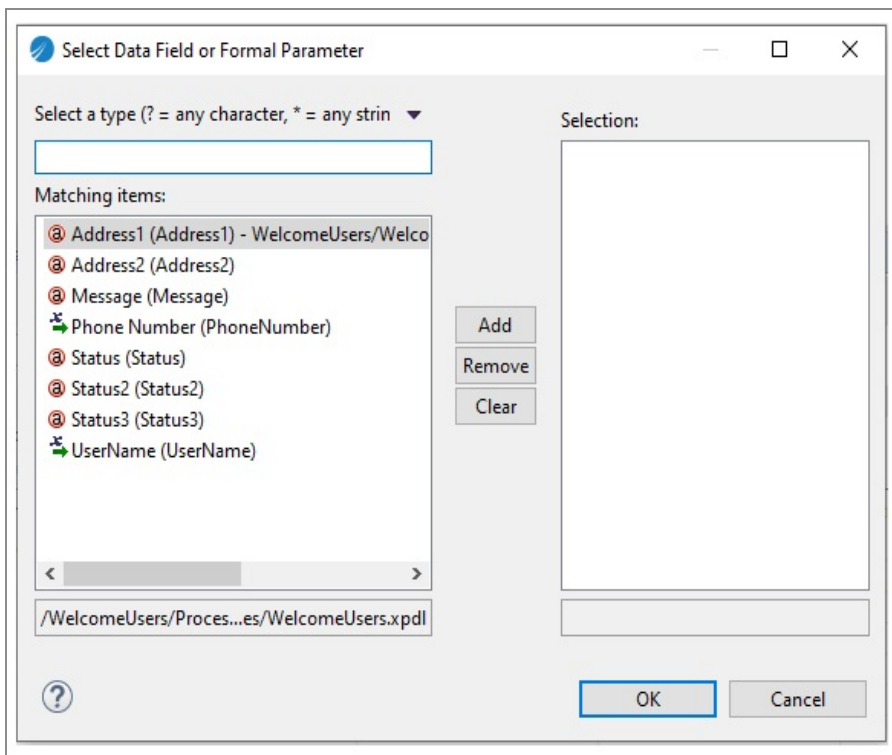 Select Data Field or Formal Parameter
Select a type (? = any character, * = any strin
Matching items:
Address1 (Address1) - WelcomeUsers/Welco
Address2 (Address2)
Message (Message)
Phone Number (PhoneNumber)
Status (Status)
Status2 (Status2)
Status3 (Status3)
UserName (UserName)
/WelcomeUsers/Proces...es/WelcomeUsers.xpdl
Add
Remove
Clear
Selection:
OK
Cancel